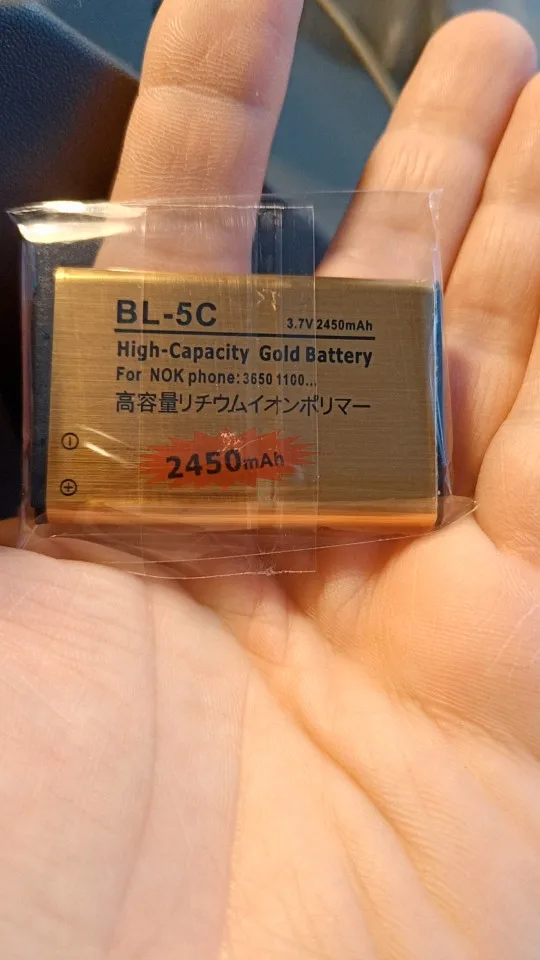 BL-5C
3.7V 2450mAh
High-Capacity Gold Battery
For NOK phone: 3650 1100...
高容量リチウムイオンポリマー
2450mAh